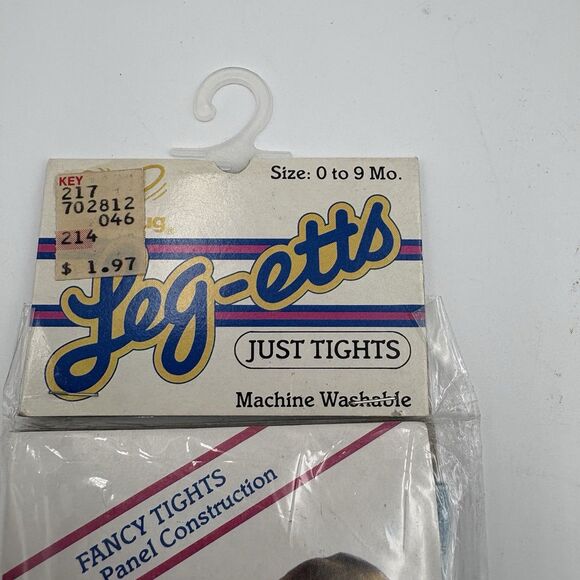 KEY
217
702812
046
214
$ 1.97
Size: 0 to 9 Mo.
Leg-etts
JUST TIGHTS
Machine Washable
FANCY TIGHTS
Panel Construction